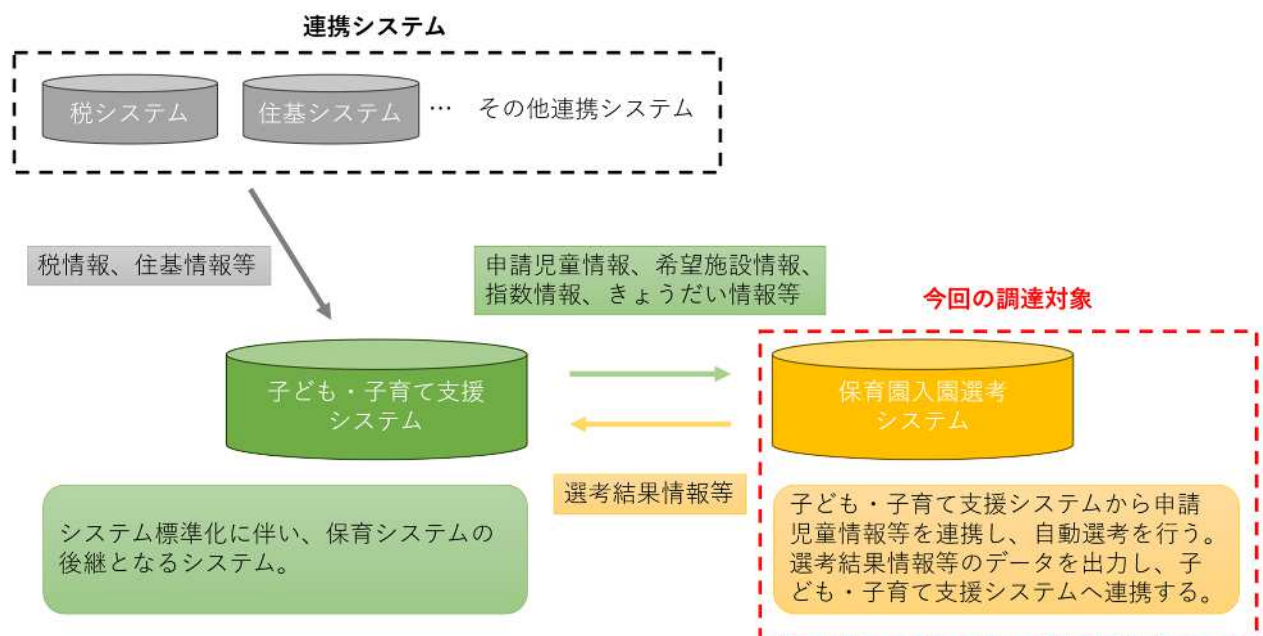 連携システム
税システム
住基システム
… その他連携システム
税情報、住基情報等
申請児童情報、希望施設情報、
指数情報、きょうだい情報等
今回の調達対象
子ども・子育て支援
システム
保育園入園選考
システム
選考結果情報等
システム標準化に伴い、保育システムの
後継となるシステム。
子ども・子育て支援システムから申請
児童情報等を連携し、自動選考を行う。
選考結果情報等のデータを出力し、子
ども・子育て支援システムへ連携する。